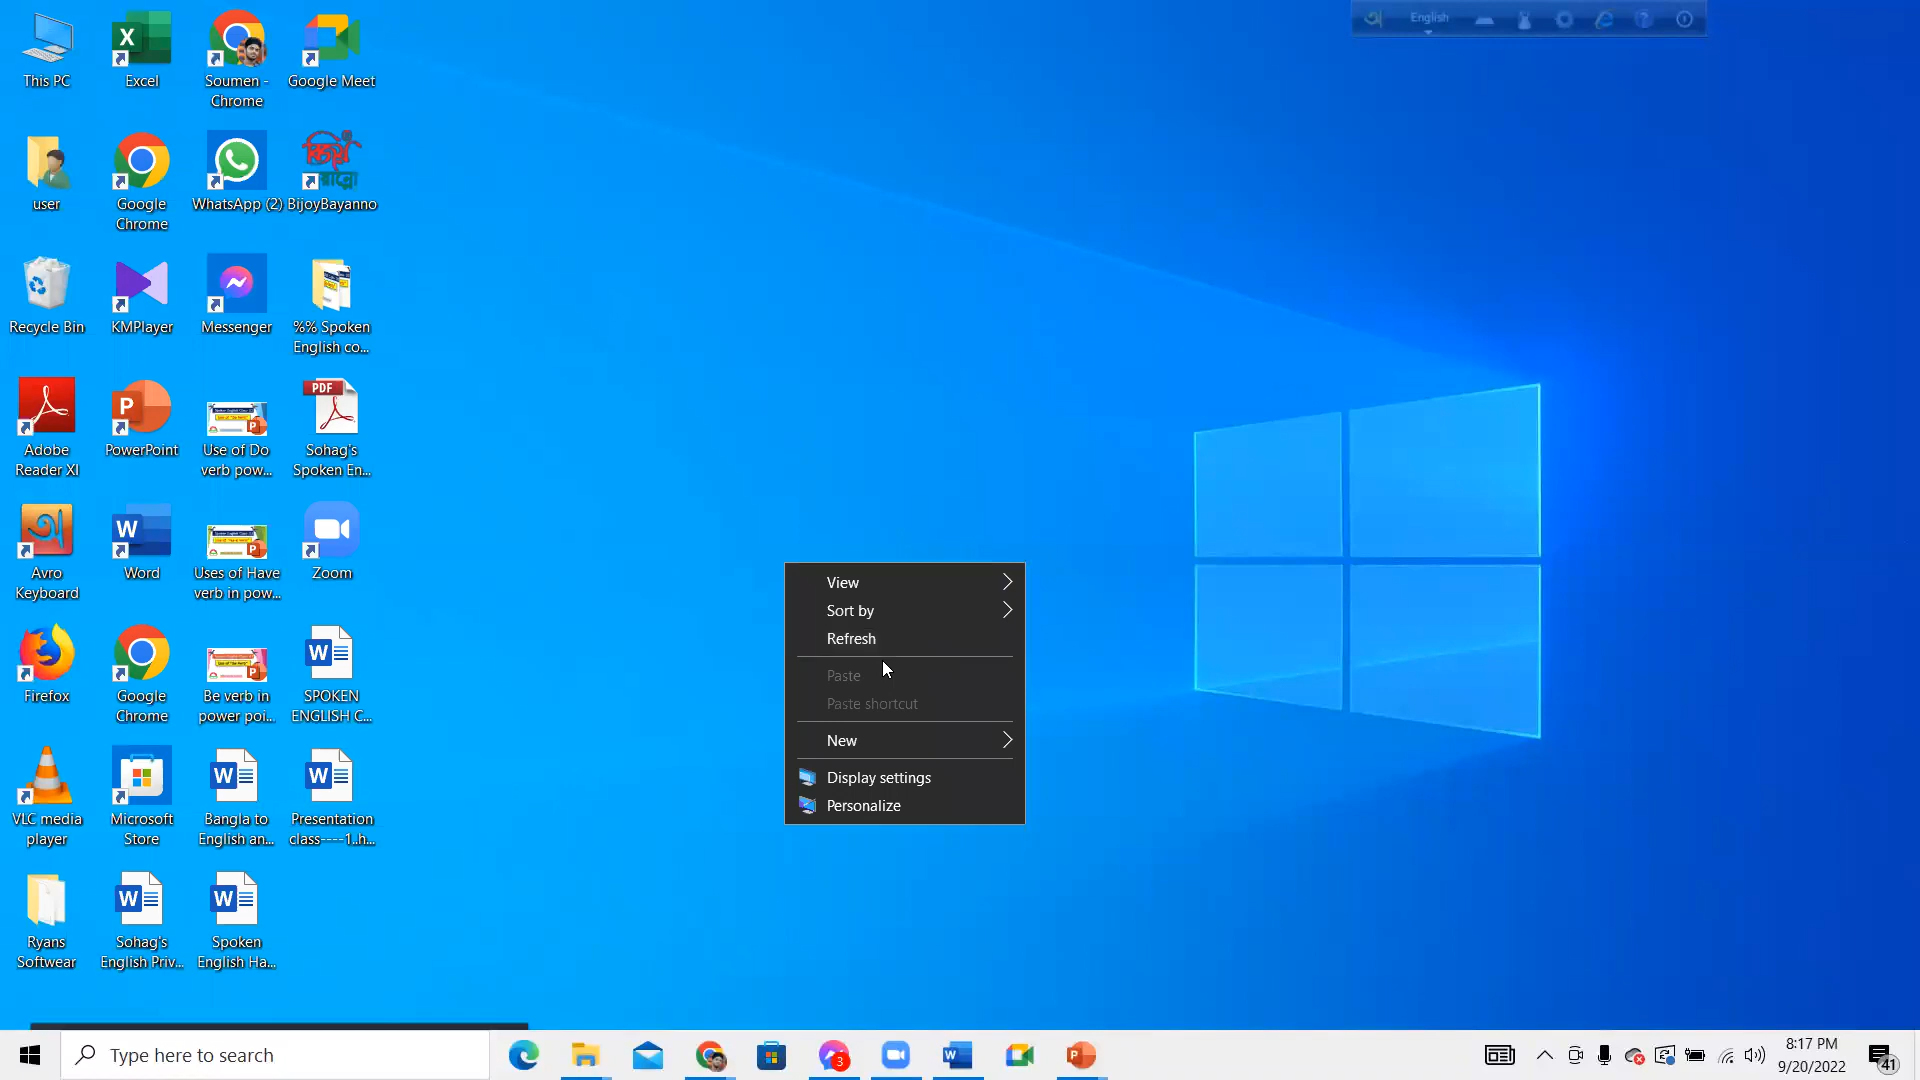 English
This PC
Excel
Soumen -
Chrome
Google Meet
user
Google
Chrome
WhatsApp (2)
BijoyBayanno
Recycle Bin
KMPlayer
Messenger
%% Spoken
English co...
Adobe
Reader XI
PowerPoint
Use of Do
verb pow...
PDF
Sohag's
Spoken En...
Avro
Keyboard
Word
Uses of Have
verb in pow...
Zoom
Firefox
Google
Chrome
Be verb in
power poi...
SPOKEN
ENGLISH C...
VLC media
player
Microsoft
Store
Bangla to
English an...
Presentation
class----1..h...
Ryans
Softwear
Sohag's
English Priv...
Spoken
English Ha...
View
Sort by
Refresh
Paste
Paste shortcut
New
Display settings
Personalize
Type here to search
3
8:17 PM
9/20/2022
41